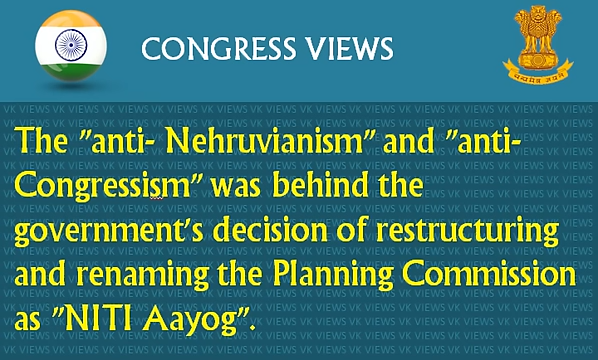 CONGRESS VIEWS
The "anti- Nehruvianism" and "anti-
Congressism" was behind the
government's decision of restructuring
and renaming the Planning Commission
as "NITI Aayog".